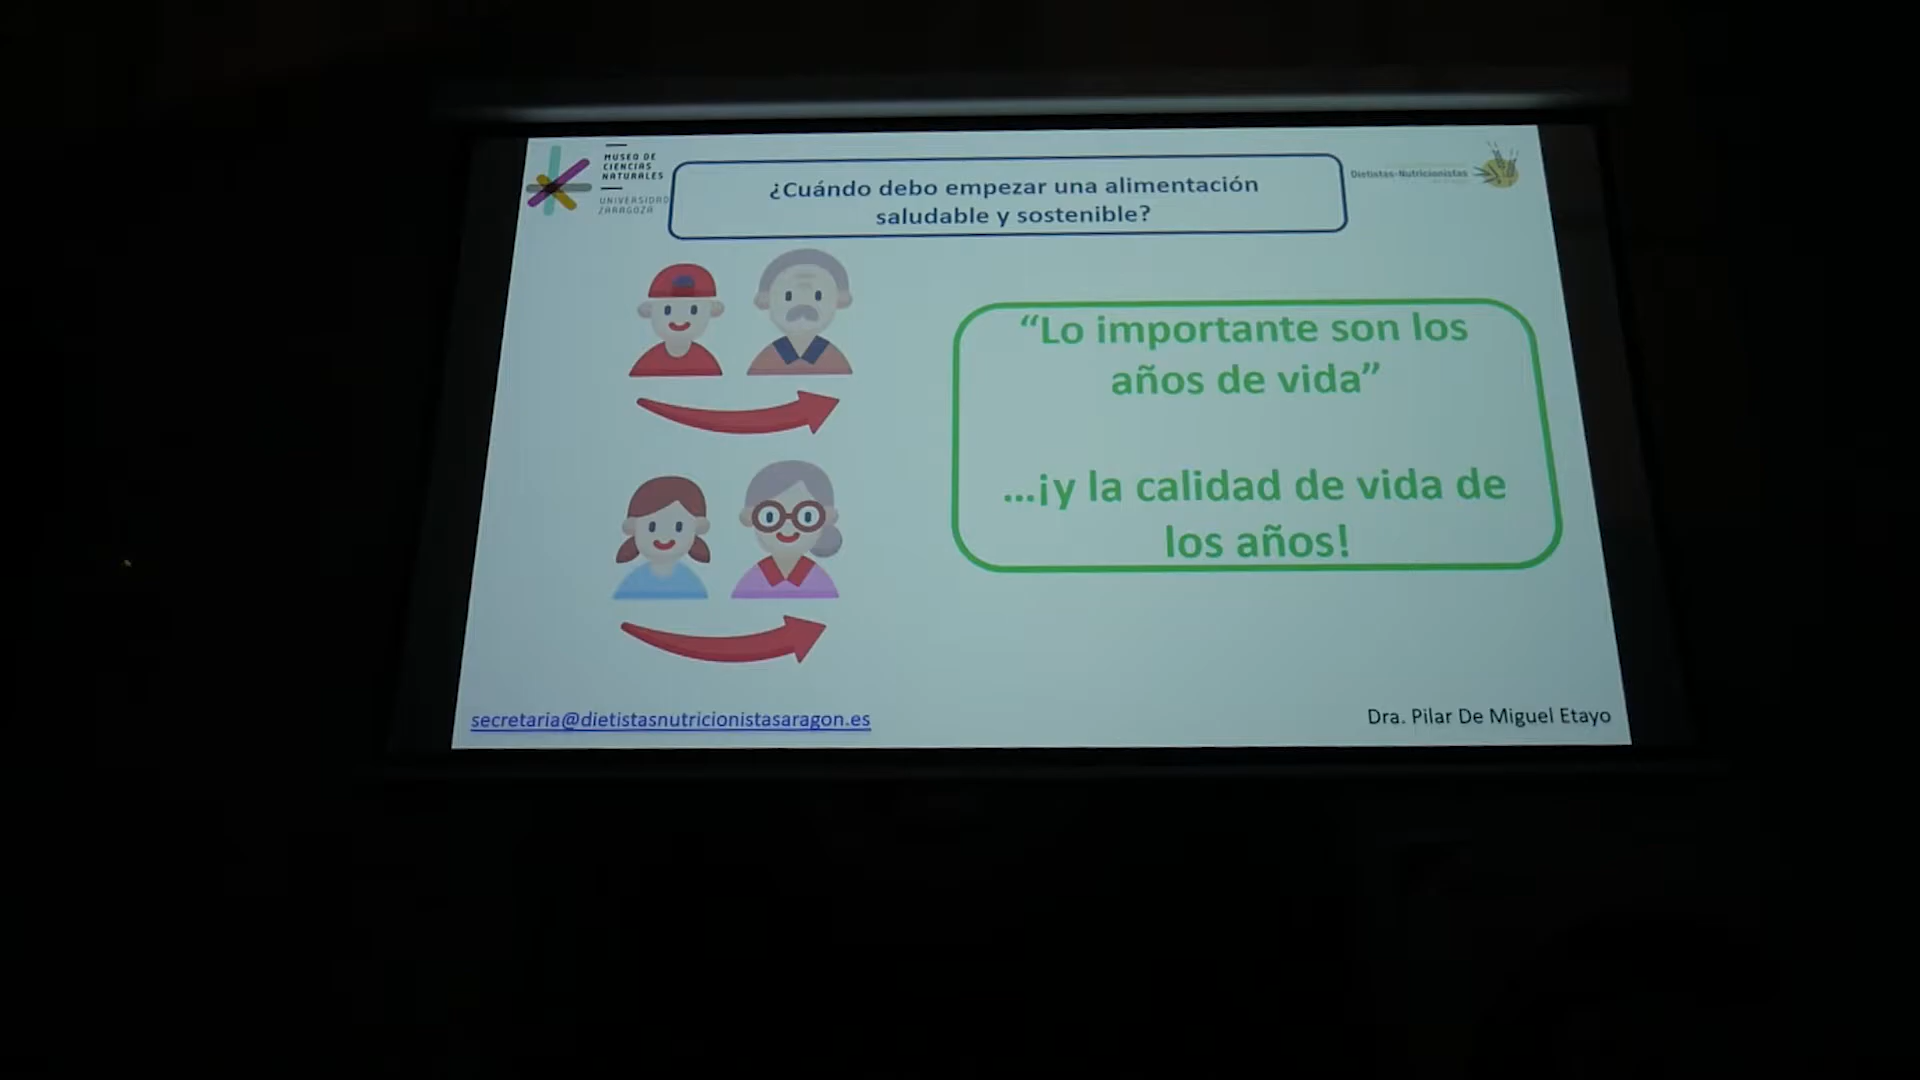 MUSEO DE
CIENCIAS
NATURALES
UNIVERSIDAD
ZARAGOZA
¿Cuándo debo empezar una alimentación
saludable y sostenible?
Dietistas-Nutricionistas
“Lo importante son los
años de vida”
...¡y la calidad de vida de
los años!
secretaria@dietistasnutricionistasaragon.es
Dra. Pilar De Miguel Etayo